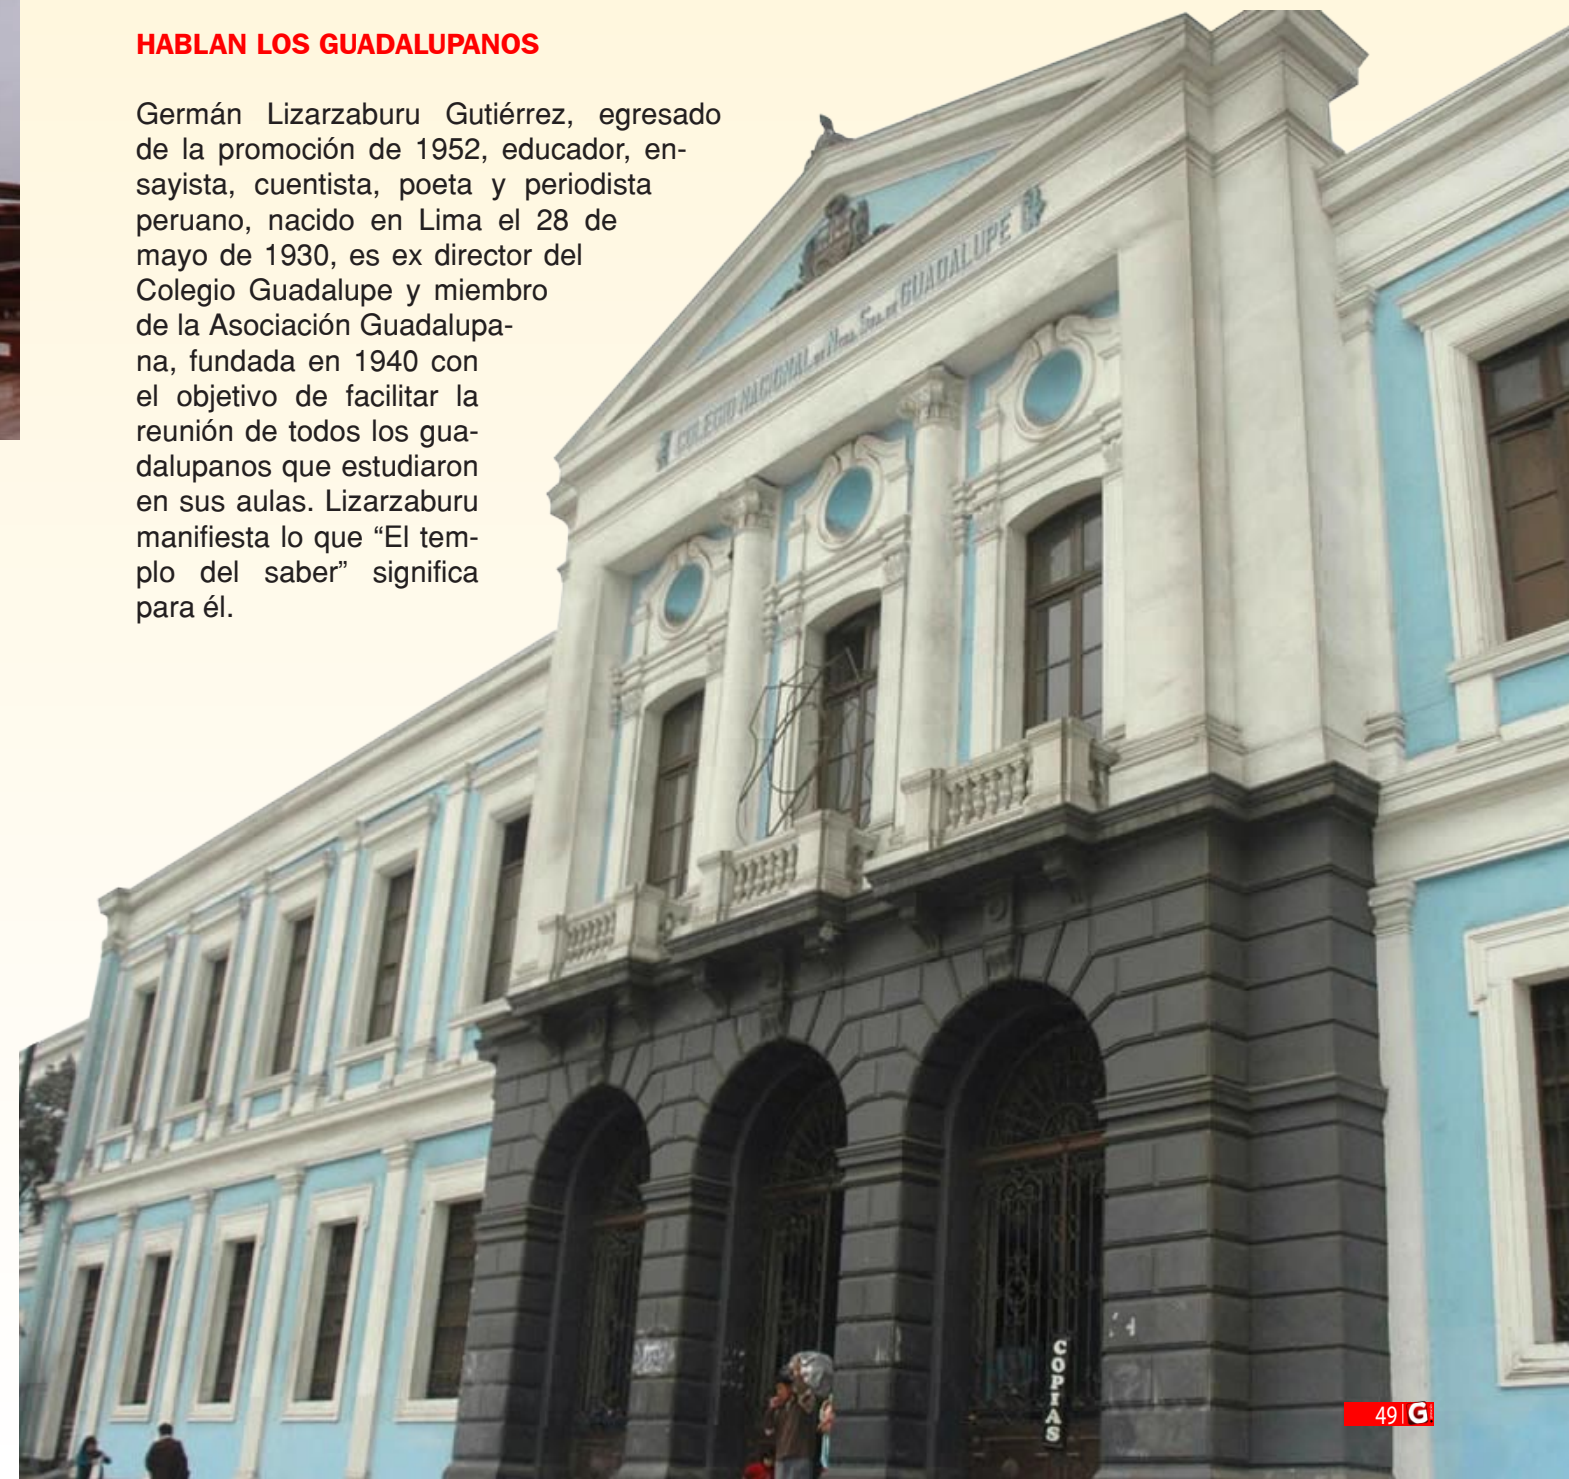 HABLAN LOS GUADALUPANOS
Germán Lizarzaburu Gutiérrez, egresado
de la promoción de 1952, educador, en-
sayista, cuentista, poeta y periodista
peruano, nacido en Lima el 28 de
mayo de 1930, es ex director del
Colegio Guadalupe y miembro
de la Asociación Guadalupa-
na, fundada en 1940 con
el objetivo de facilitar la
reunión de todos los gua-
dalupanos que estudiaron
en sus aulas. Lizarzaburu
manifiesta lo que “El tem-
plo del saber” significa
para él.
COLEGIO NACIONAL DE Ntra. Sra. DE GUADALUPE
COPIAS
49 | G